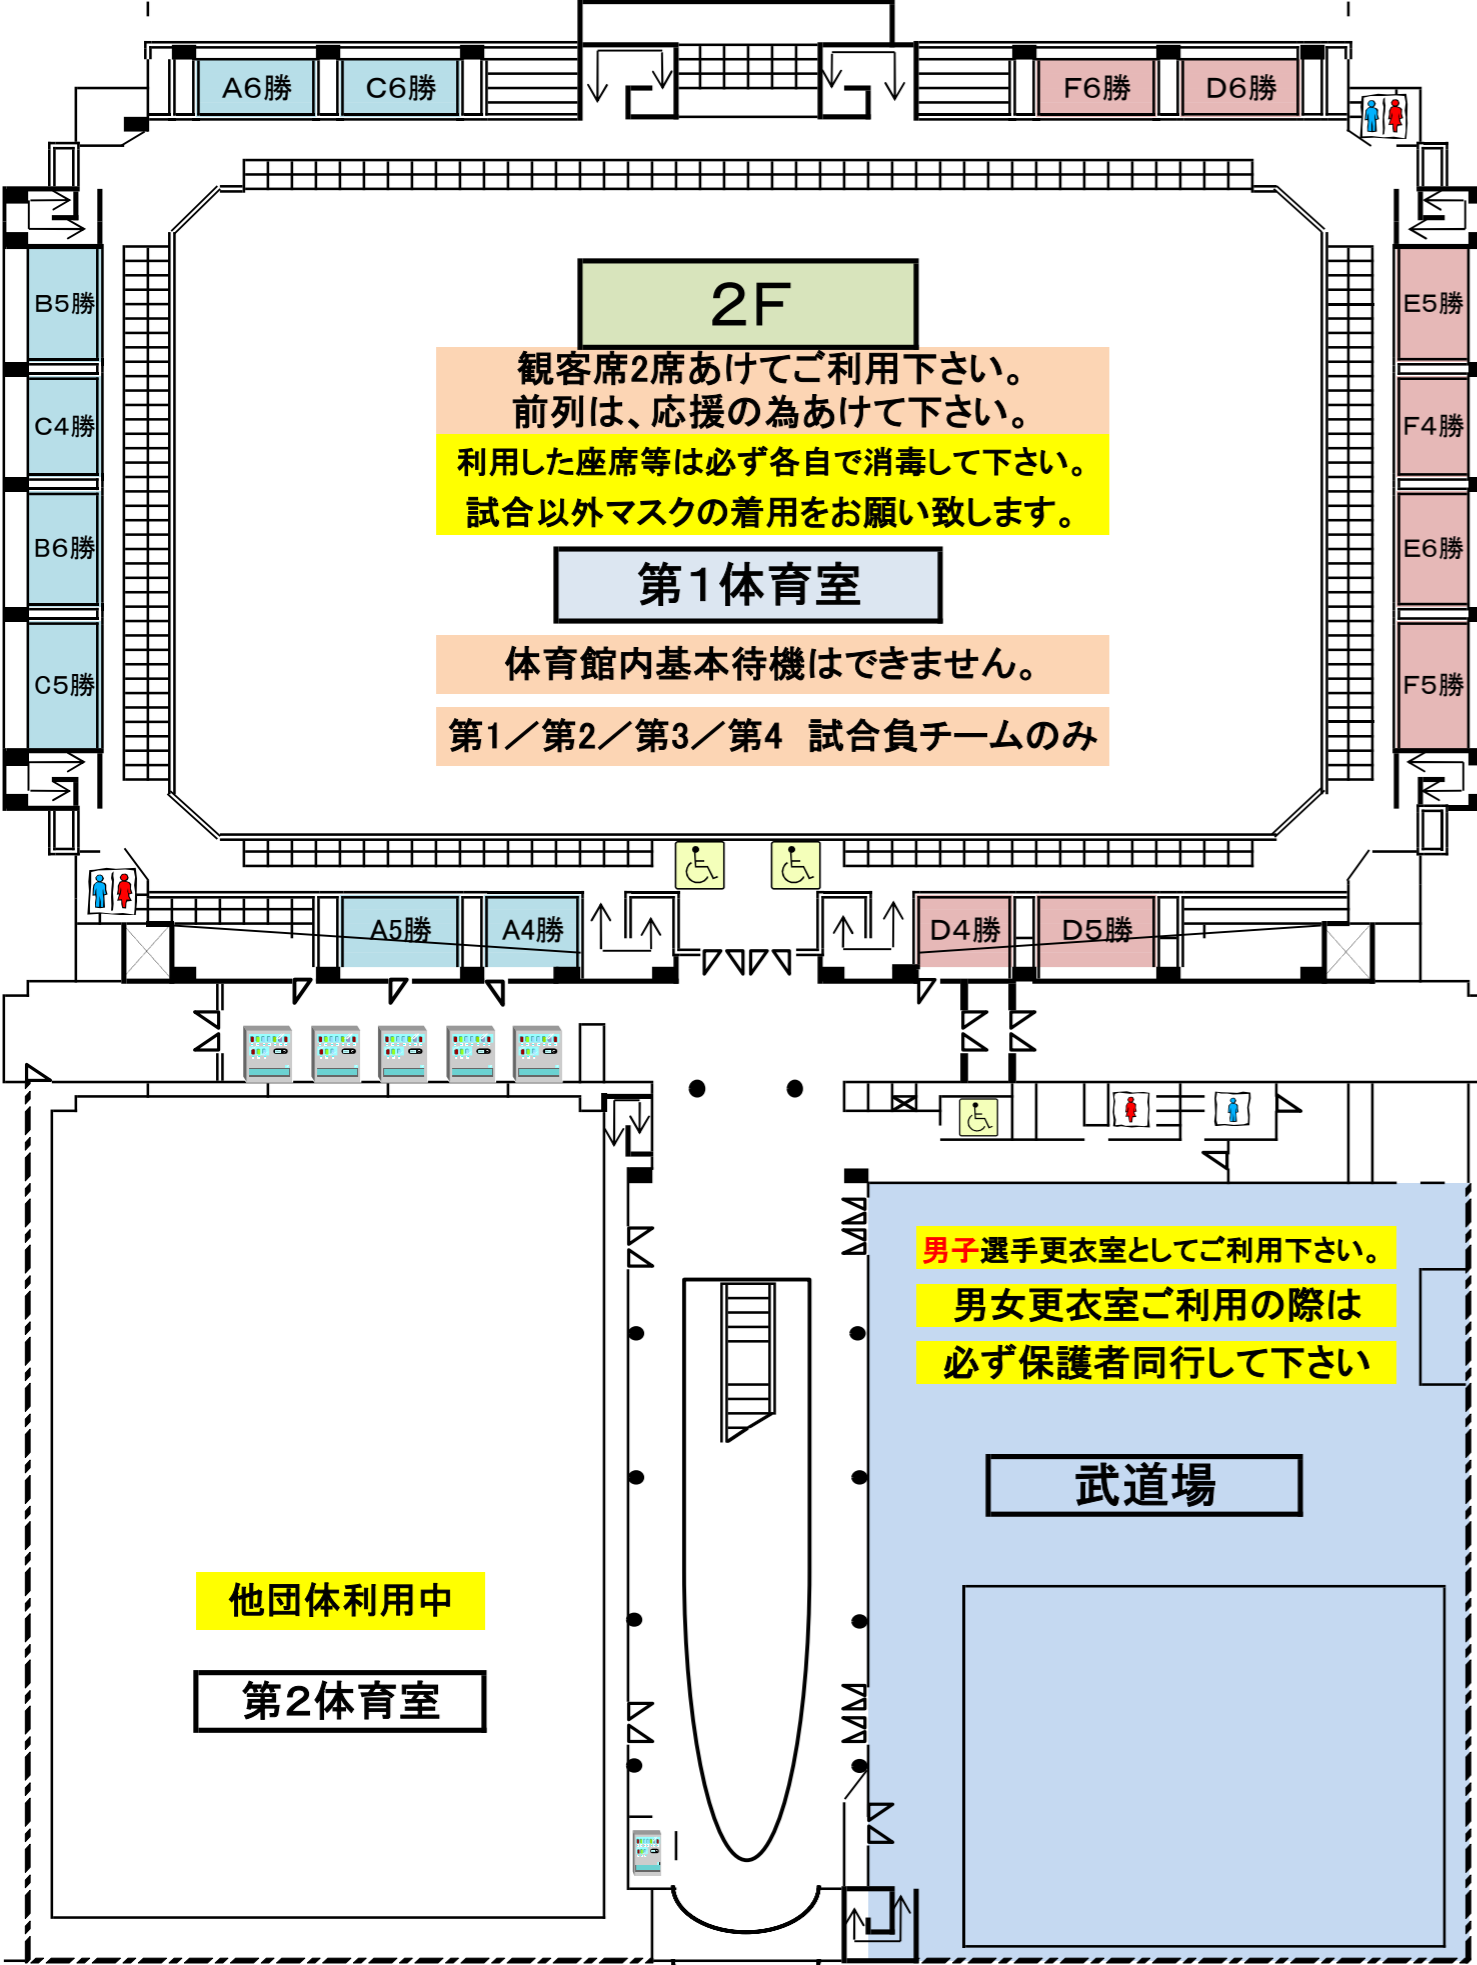 A6勝
C6勝
F6勝
D6勝
B5勝
E5勝
2F
観客席2席あけてご利用下さい。
前列は、応援の為あけて下さい。
C4勝
F4勝
利用した座席等は必ず各自で消毒して下さい。
試合以外マスクの着用をお願い致します。
B6勝
E6勝
第1体育室
体育館内基本待機はできません。
C5勝
F5勝
第1／第2／第3／第4 試合負チームのみ
A5勝
A4勝
D4勝
D5勝
男子選手更衣室としてご利用下さい。
男女更衣室ご利用の際は
必ず保護者同行して下さい
武道場
他団体利用中
第2体育室